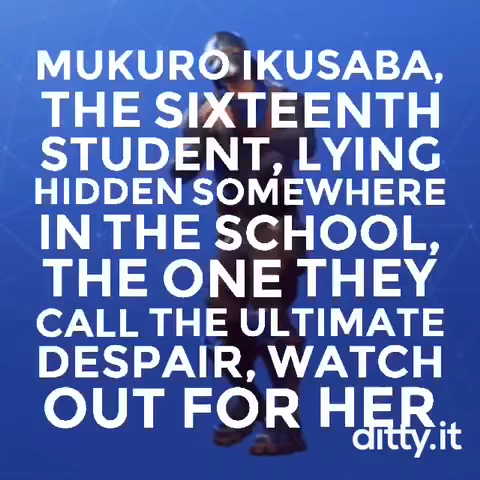 MUKURO IKUSABA,
THE SIXTEENTH
STUDENT, LYING
HIDDEN SOMEWHERE
IN THE SCHOOL,
THE ONE THEY
CALL THE ULTIMATE
DESPAIR, WATCH
OUT FOR HER
ditty.it